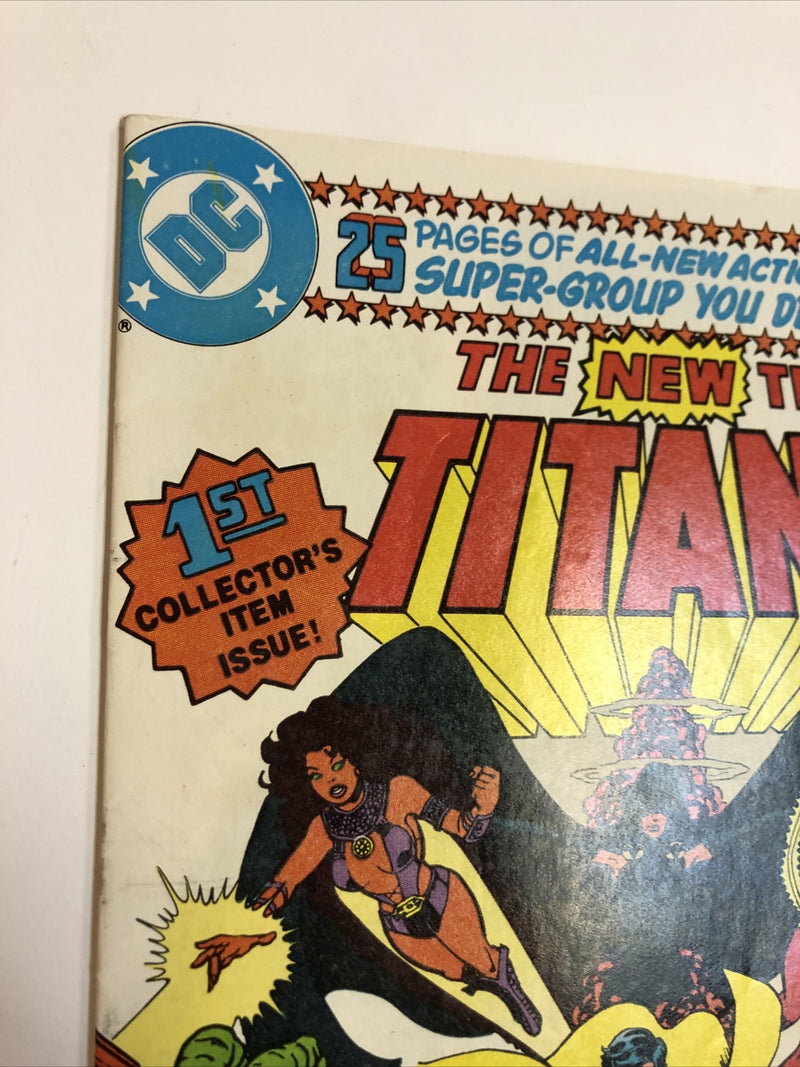 DC
®
25 PAGES OF ALL-NEW ACTI
SUPER-GROUP YOU
THE NEW
TITAN
1ST
COLLECTOR'S
ITEM
ISSUE!